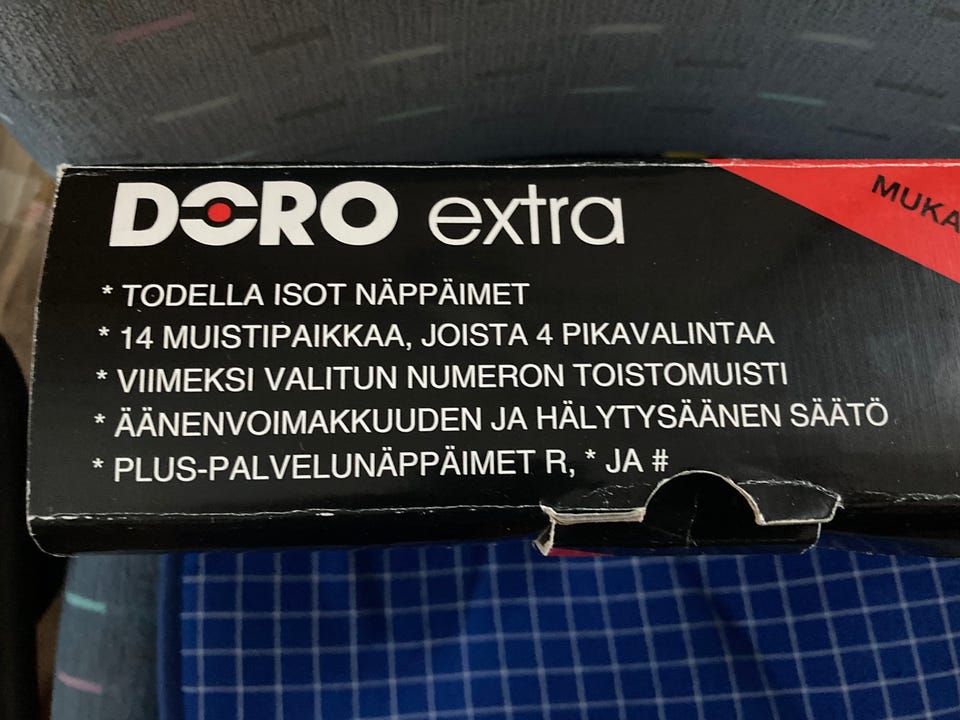 DORO extra
* TODELLA ISOT NÄPPÄIMET
* 14 MUISTIPAIKKAA, JOISTA 4 PIKAVALINTAA
* VIIMEKSI VALITUN NUMERON TOISTOMUISTI
* ÄÄNENVOIMAKKUUDEN JA HÄLYTYSÄÄNEN SÄÄTÖ
* PLUS-PALVELUNÄPPÄIMET R, * JA #